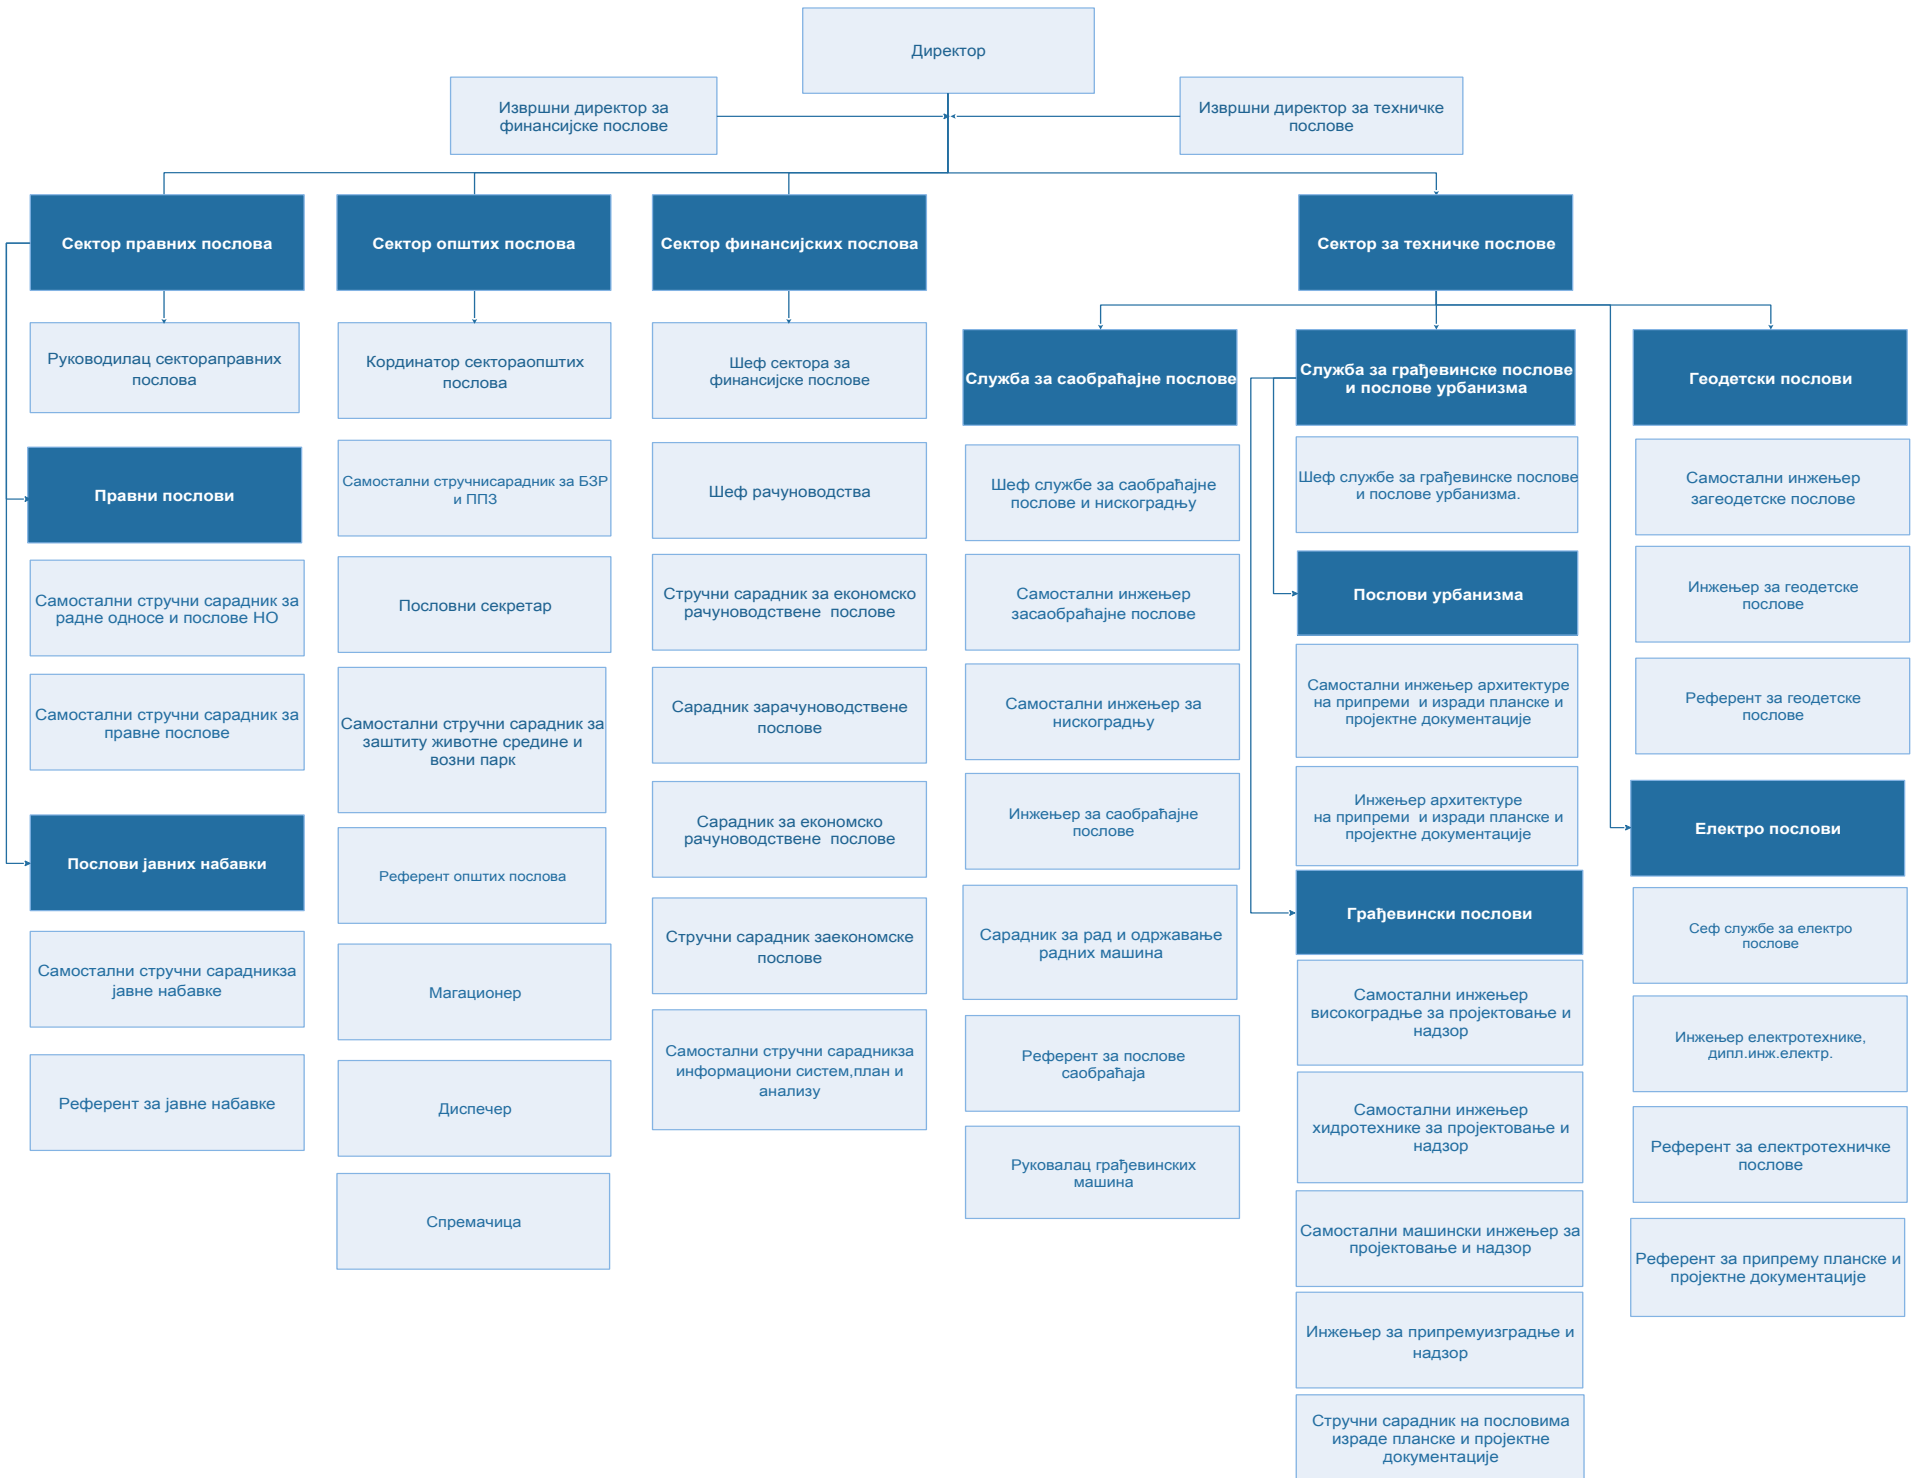 Директор
Извршни директор за
финансијске послове
Извршни директор за техничке
послове
Сектор правних послова
Сектор општих послова
Сектор финансијских послова
Сектор за техничке послове
Руководилац сектораправних
послова
Правни послови
Самостални стручни сарадник за
радне односе и послове НО
Самостални стручни сарадник за
правне послове
Послови јавних набавки
Самостални стручни сарадникза
јавне набавке
Референт за јавне набавке
Кординатор сектораопштих
послова
Самостални стручнисарадник за БЗР
и ППЗ
Пословни секретар
Самостални стручни сарадник за
заштиту животне средине и
возни парк
Референт општих послова
Магационер
Диспечер
Спремачица
Шеф сектора за
финансијске послове
Шеф рачуноводства
Стручни сарадник за економско
рачуноводствене  послове
Сарадник зарачуноводствене
послове
Сарадник за економско
рачуноводствене  послове
Стручни сарадник заекономске
послове
Самостални стручни сарадникза
информациони систем,план и
анализу
Служба за саобраћајне послове
Шеф службе за саобраћајне
послове и нискоградњу
Самостални инжењер
засаобраћајне послове
Самостални инжењер за
нискоградњу
Инжењер за саобраћајне
послове
Сарадник за рад и одржавање
радних машина
Референт за послове
саобраћаја
Руковалац грађевинских
машина
Служба за грађевинске послове
и послове урбанизма
Шеф службе за грађевинске послове
и послове урбанизма.
Послови урбанизма
Самостални инжењер архитектуре
на припреми  и изради планске и
пројектне документације
Инжењер архитектуре
на припреми  и изради планске и
пројектне документације
Грађевински послови
Самостални инжењер
високоградње за пројектовање и
надзор
Самостални инжењер
хидротехнике за пројектовање и
надзор
Самостални машински инжењер за
пројектовање и надзор
Инжењер за припремуизградње и
надзор
Стручни сарадник на пословима
израде планске и пројектне
документације
Геодетски послови
Самостални инжењер
загеодетске послове
Инжењер за геодетске
послове
Референт за геодетске
послове
Електро послови
Сеф службе за електро
послове
Инжењер електротехнике,
дипл.инж.електр.
Референт за електротехничке
послове
Референт за припрему планске и
пројектне документације